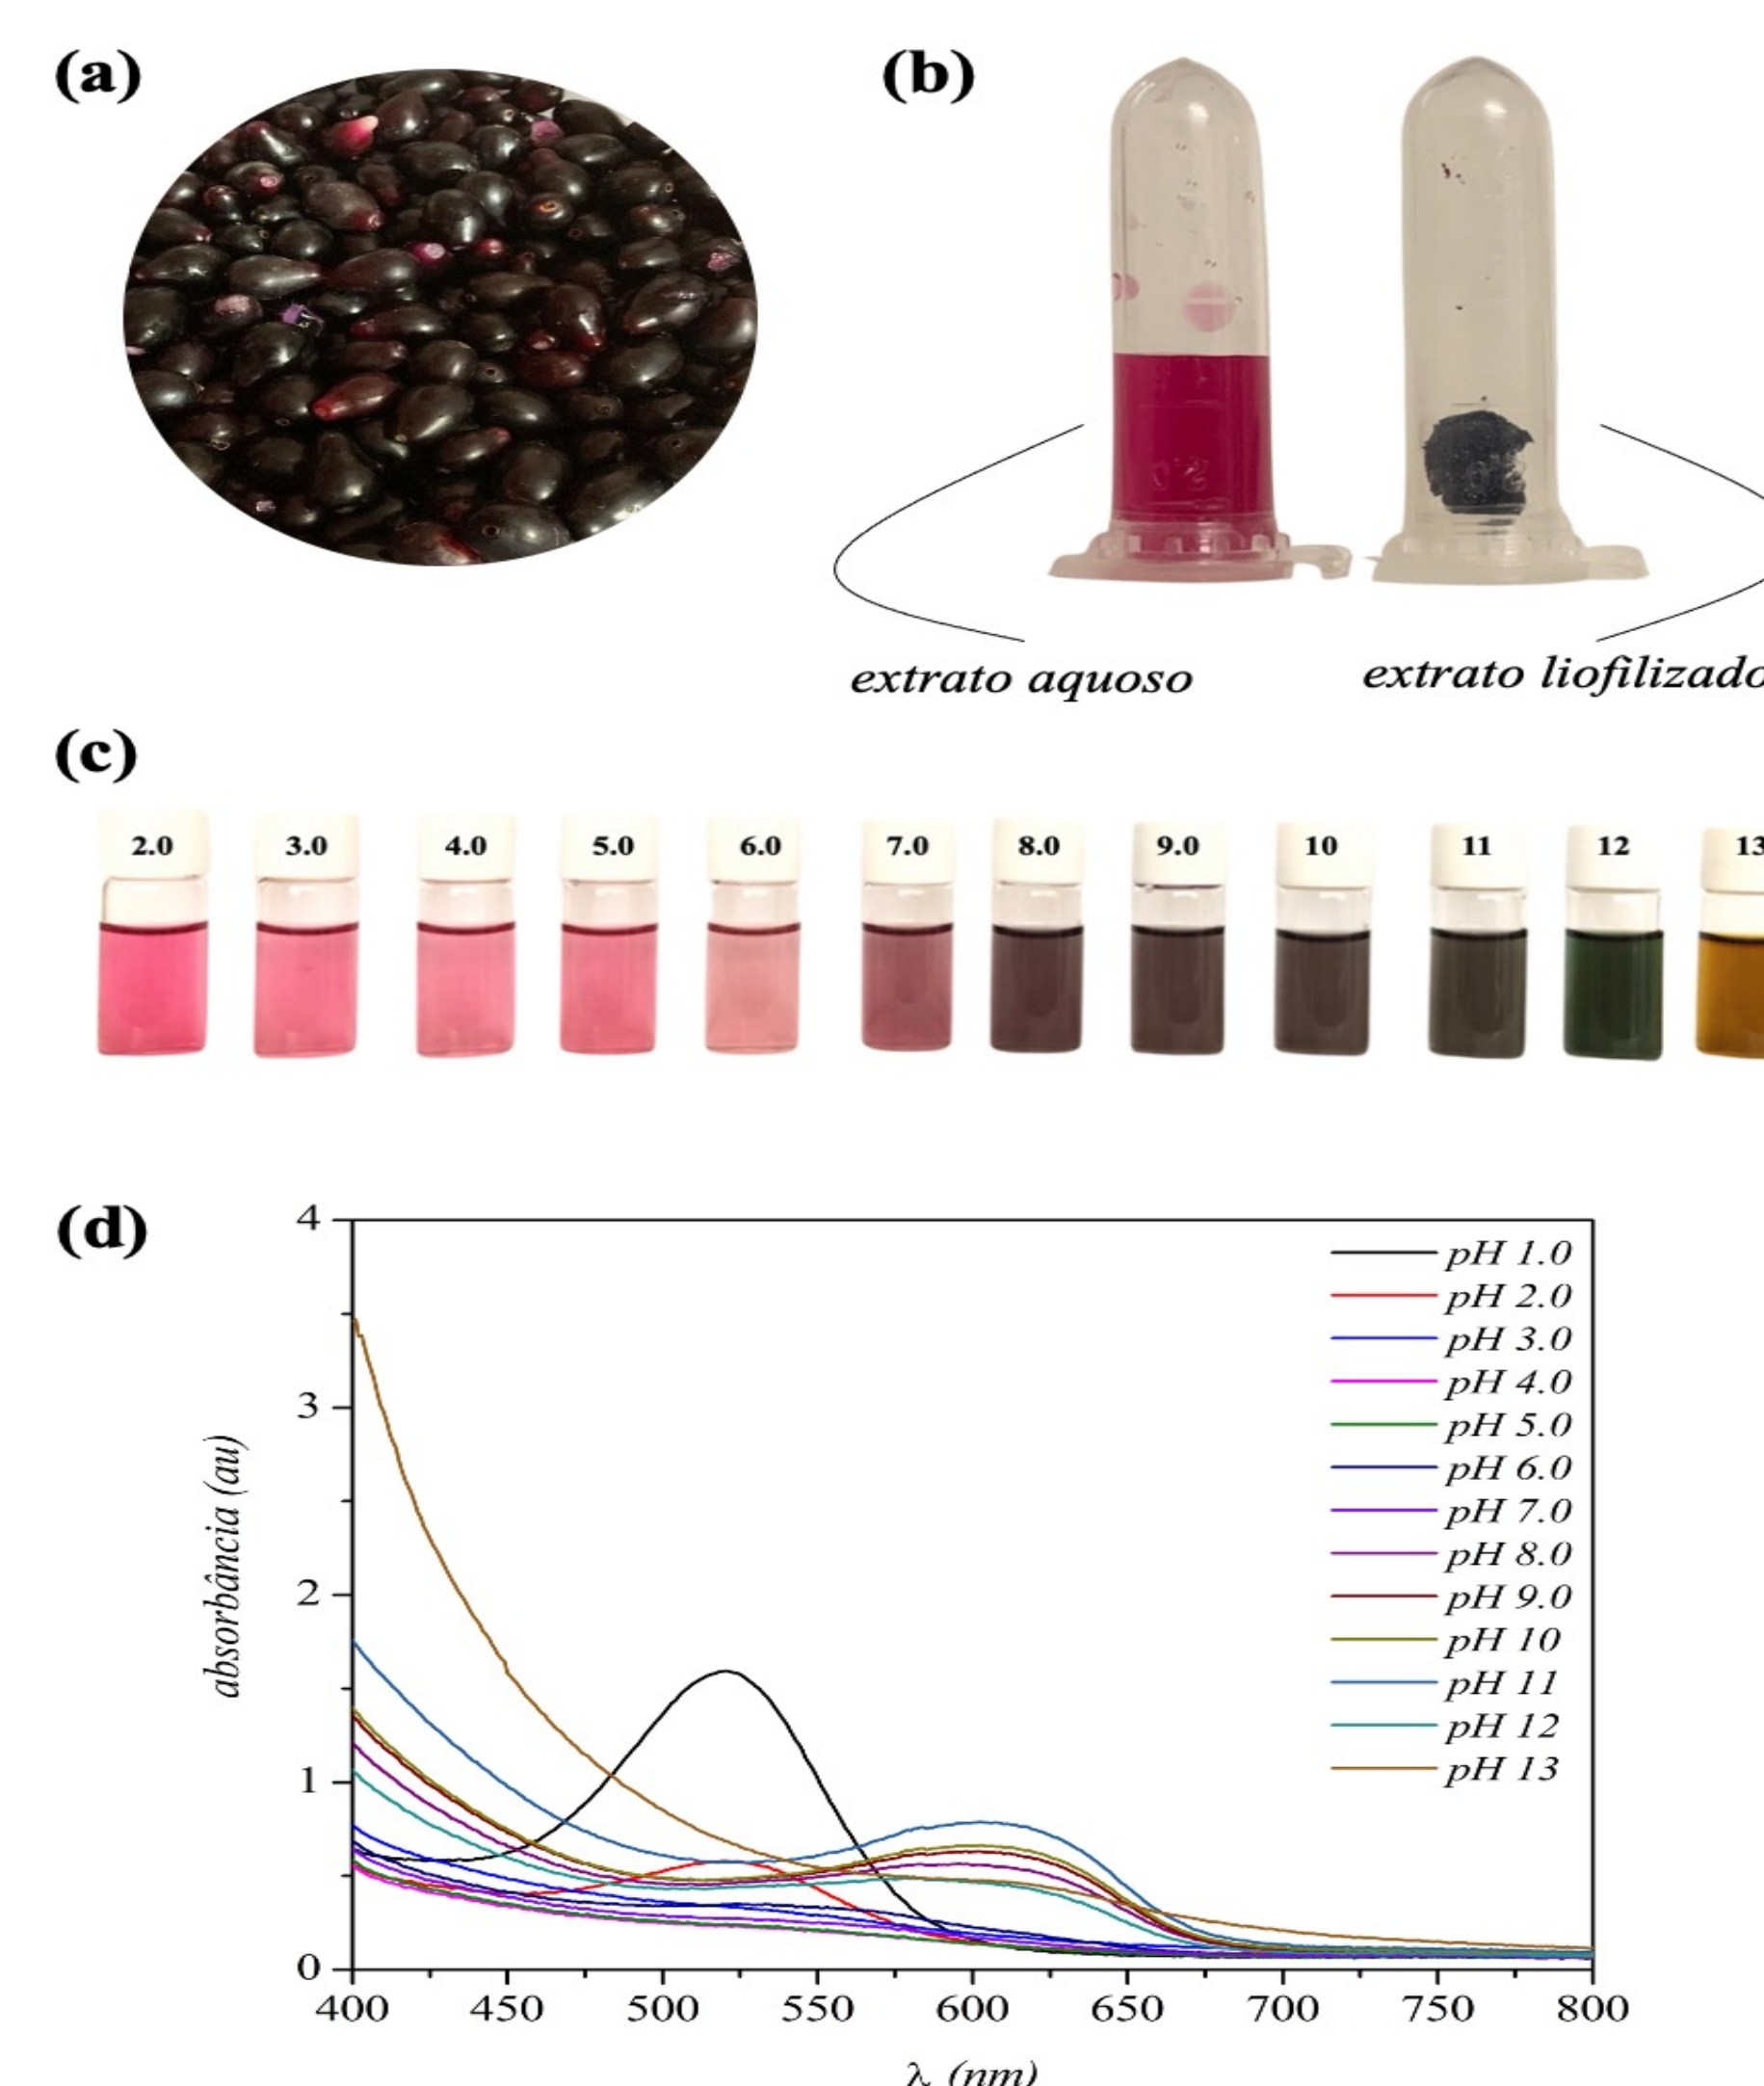 (a)
(b)
extrato aquoso
extrato liofilizado
(c)
2.0 3.0 4.0 5.0 6.0 7.0 8.0 9.0 10 11 12 13
(d)
4
3
2
1
0
absorbância (au)
pH 1.0
pH 2.0
pH 3.0
pH 4.0
pH 5.0
pH 6.0
pH 7.0
pH 8.0
pH 9.0
pH 10
pH 11
pH 12
pH 13
400 450 500 550 600 650 700 750 800
λ (nm)